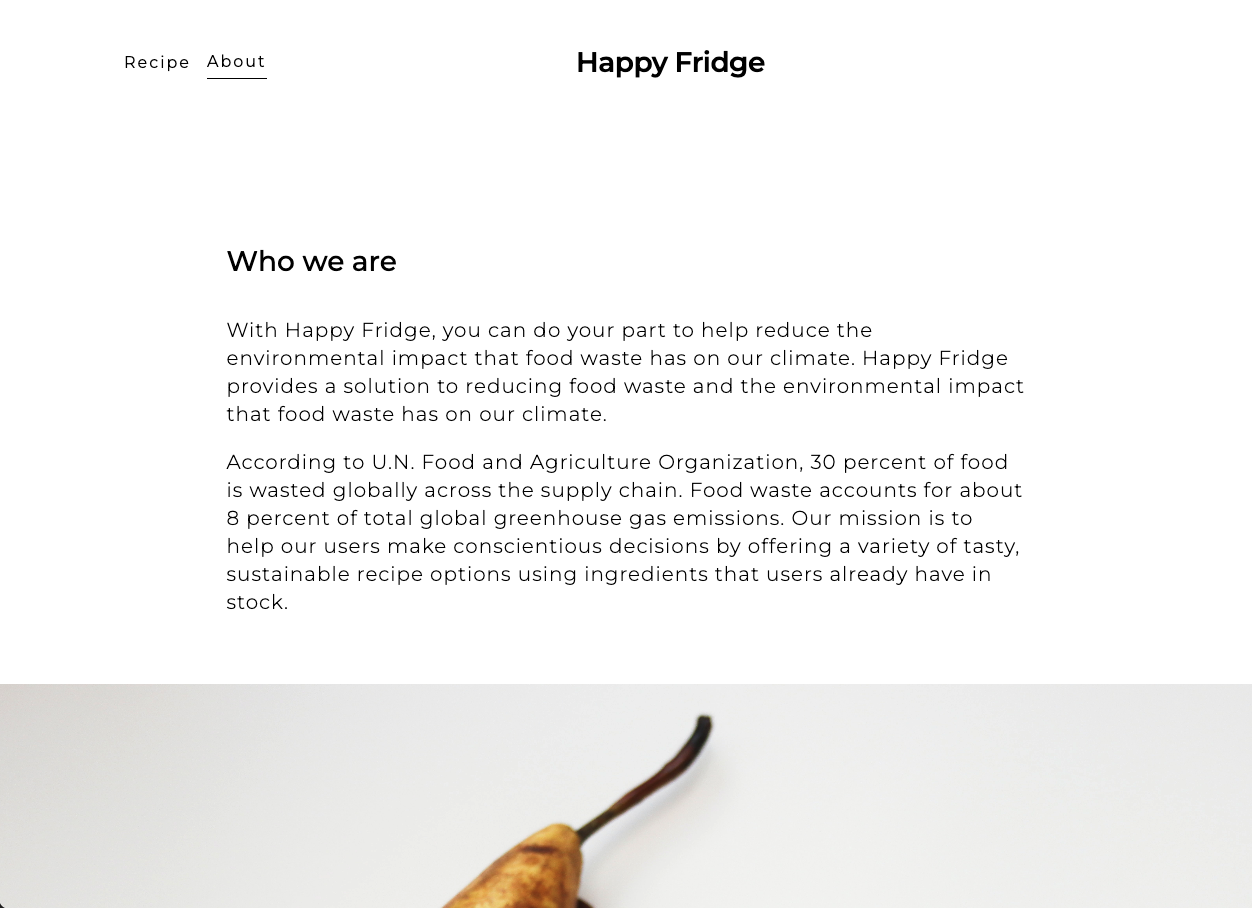 Recipe About Happy Fridge
Who we are
With Happy Fridge, you can do your part to help reduce the
environmental impact that food waste has on our climate. Happy Fridge
provides a solution to reducing food waste and the environmental impact
that food waste has on our climate.
According to U.N. Food and Agriculture Organization, 30 percent of food
is wasted globally across the supply chain. Food waste accounts for about
8 percent of total global greenhouse gas emissions. Our mission is to
help our users make conscientious decisions by offering a variety of tasty,
sustainable recipe options using ingredients that users already have in
stock.